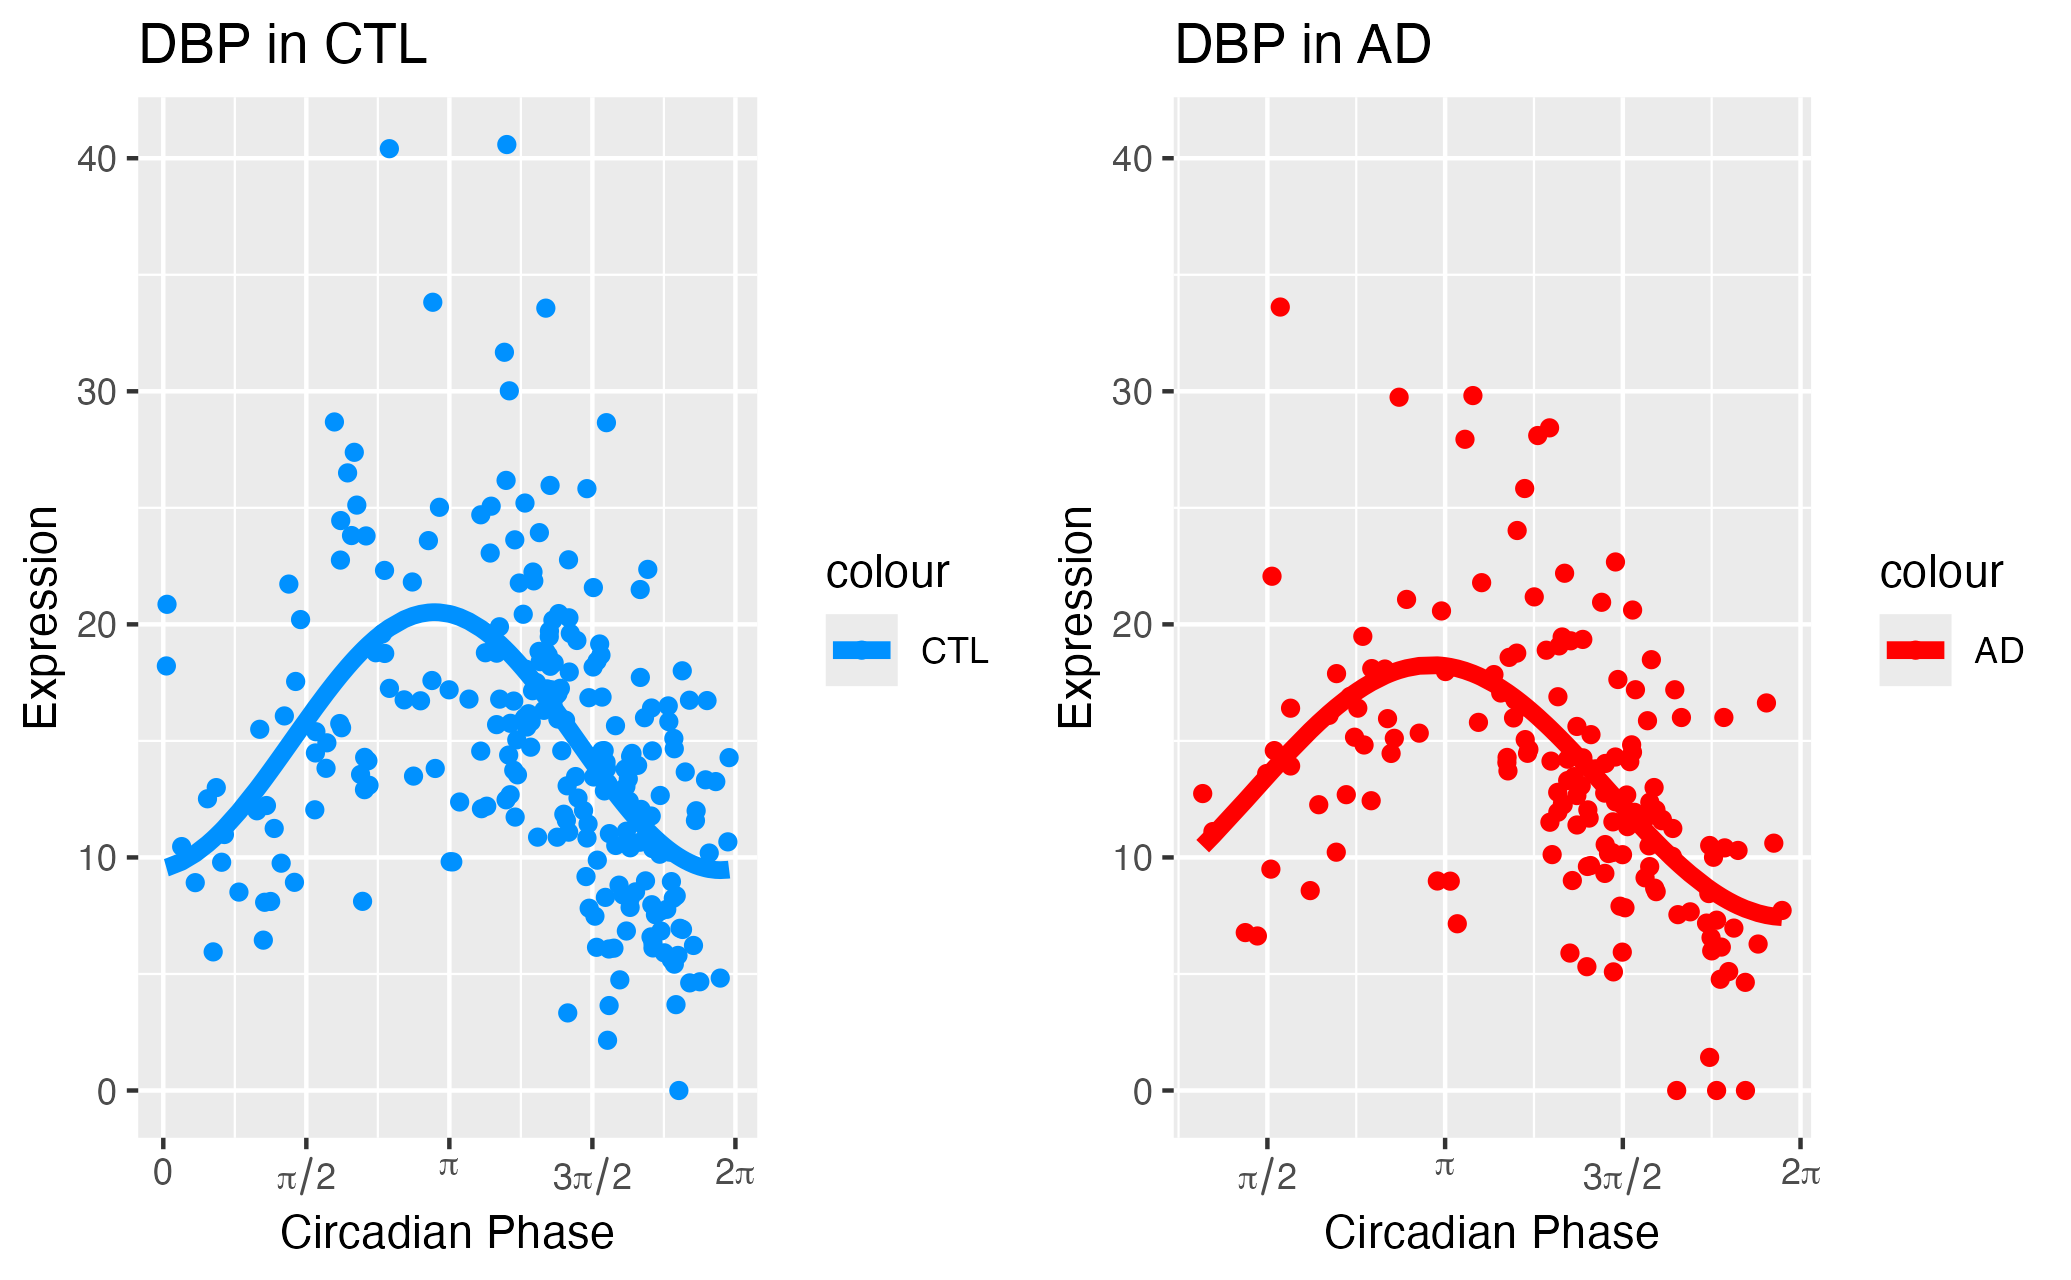 DBP in CTL
40
30
20
10
0
Expression
0
π/2
π
3π/2
2π
Circadian Phase
colour
CTL
DBP in AD
40
30
20
10
0
Expression
π/2
π
3π/2
2π
Circadian Phase
colour
AD